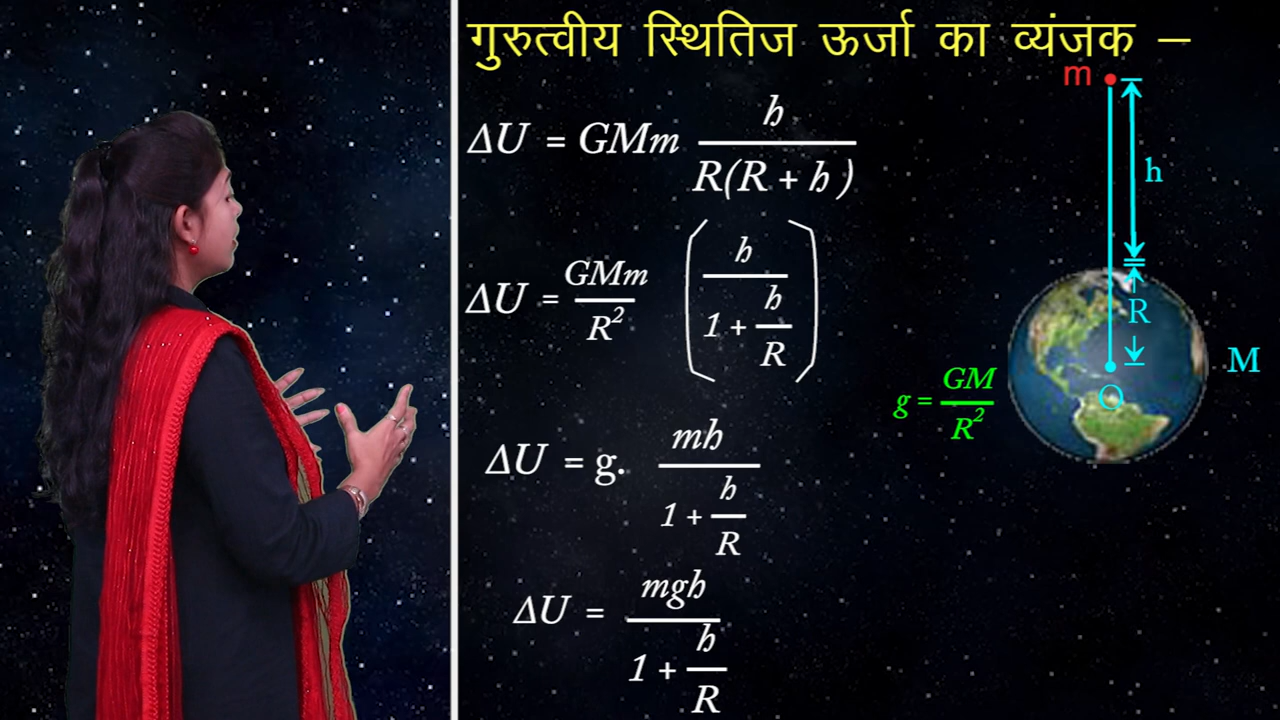 गुरुत्वीय स्थितिज ऊर्जा का व्यंजक –
m
h
ΔU = GMm h / R(R + h)
ΔU = GMm / R² ( h / 1 + h / R )
R
M
O
g = GM / R²
ΔU = g. mh / 1 + h / R
ΔU = mgh / 1 + h / R